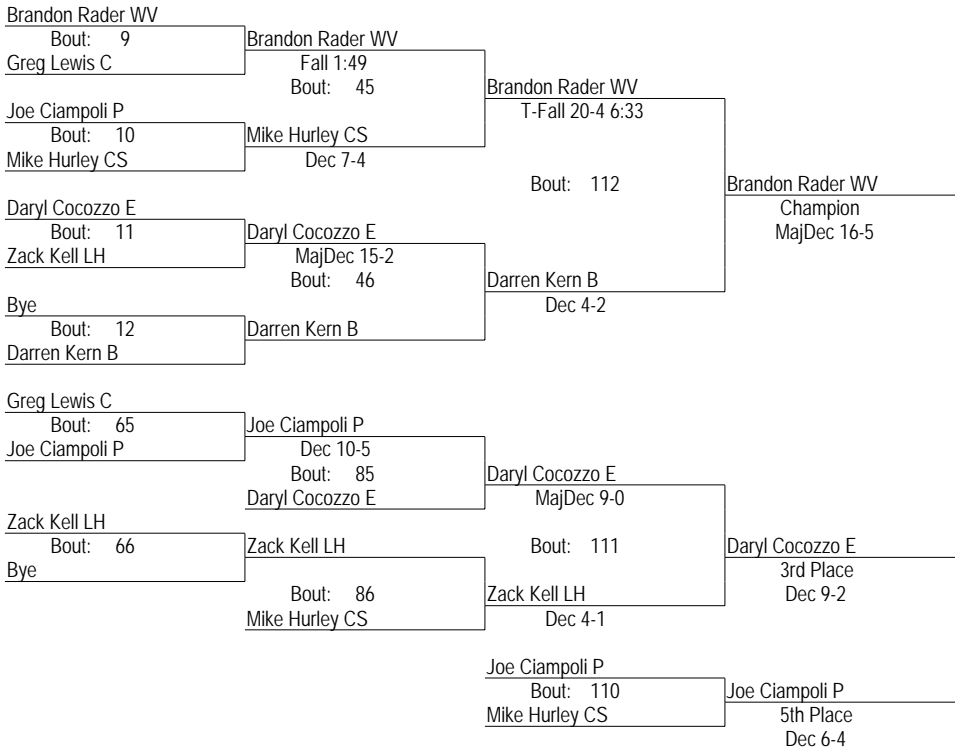 Brandon Rader WV
Bout: 9
Greg Lewis C
Brandon Rader WV
Fall 1:49
Bout: 45
Joe Ciampoli P
Bout: 10
Mike Hurley CS
Mike Hurley CS
Dec 7-4
Brandon Rader WV
T-Fall 20-4 6:33
Bout: 112
Brandon Rader WV
Champion
MajDec 16-5
Daryl Cocozzo E
Bout: 11
Zack Kell LH
Daryl Cocozzo E
MajDec 15-2
Bout: 46
Bye
Bout: 12
Darren Kern B
Darren Kern B
Darren Kern B
Dec 4-2
Greg Lewis C
Bout: 65
Joe Ciampoli P
Joe Ciampoli P
Dec 10-5
Bout: 85
Daryl Cocozzo E
Daryl Cocozzo E
MajDec 9-0
Zack Kell LH
Bout: 66
Bye
Zack Kell LH
Bout: 86
Mike Hurley CS
Bout: 111
Zack Kell LH
Dec 4-1
Daryl Cocozzo E
3rd Place
Dec 9-2
Joe Ciampoli P
Bout: 110
Mike Hurley CS
Joe Ciampoli P
5th Place
Dec 6-4